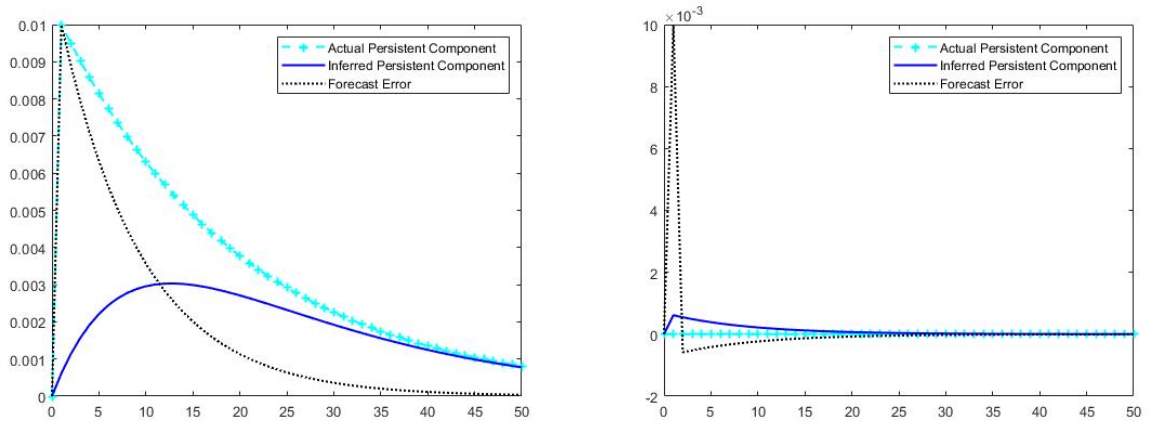 0.01
0.009
0.008
0.007
0.006
0.005
0.004
0.003
0.002
0.001
0
0 5 10 15 20 25 30 35 40 45 50
Actual Persistent Component
Inferred Persistent Component
Forecast Error
×10⁻³
10
8
6
4
2
0
-2
0 5 10 15 20 25 30 35 40 45 50
Actual Persistent Component
Inferred Persistent Component
Forecast Error